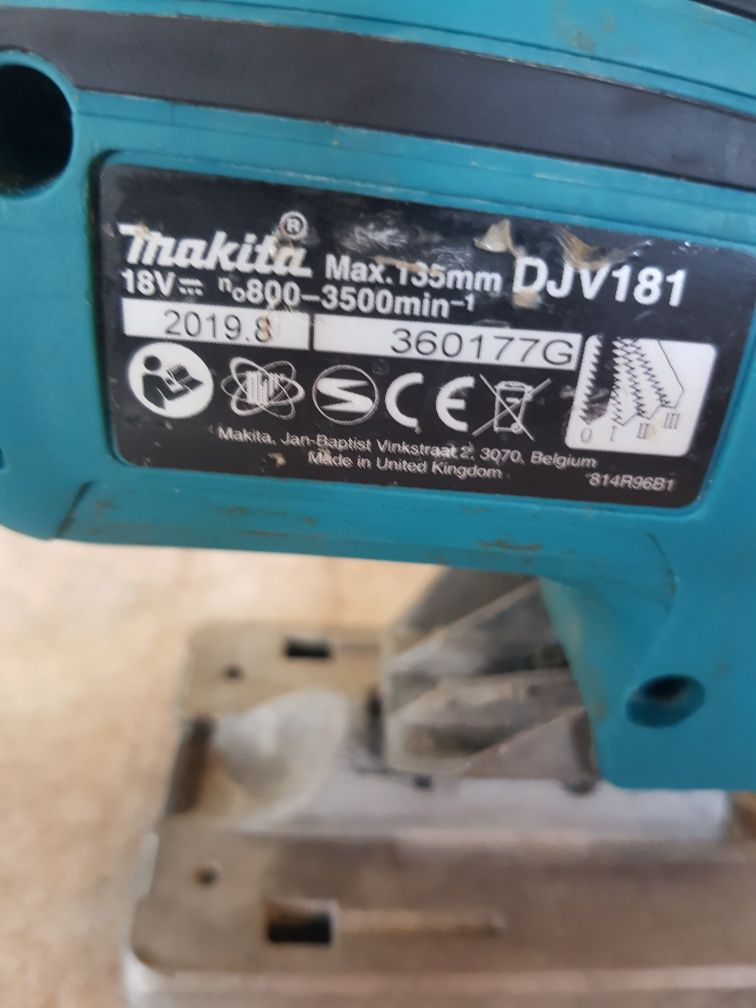 makita® Max.135mm DJV181
18V⎓ n₀800–3500min⁻¹
2019.8 360177G
CE
0 I II III
Makita, Jan-Baptist Vinkstraat 2, 3070, Belgium
Made in United Kingdom
814R96B1